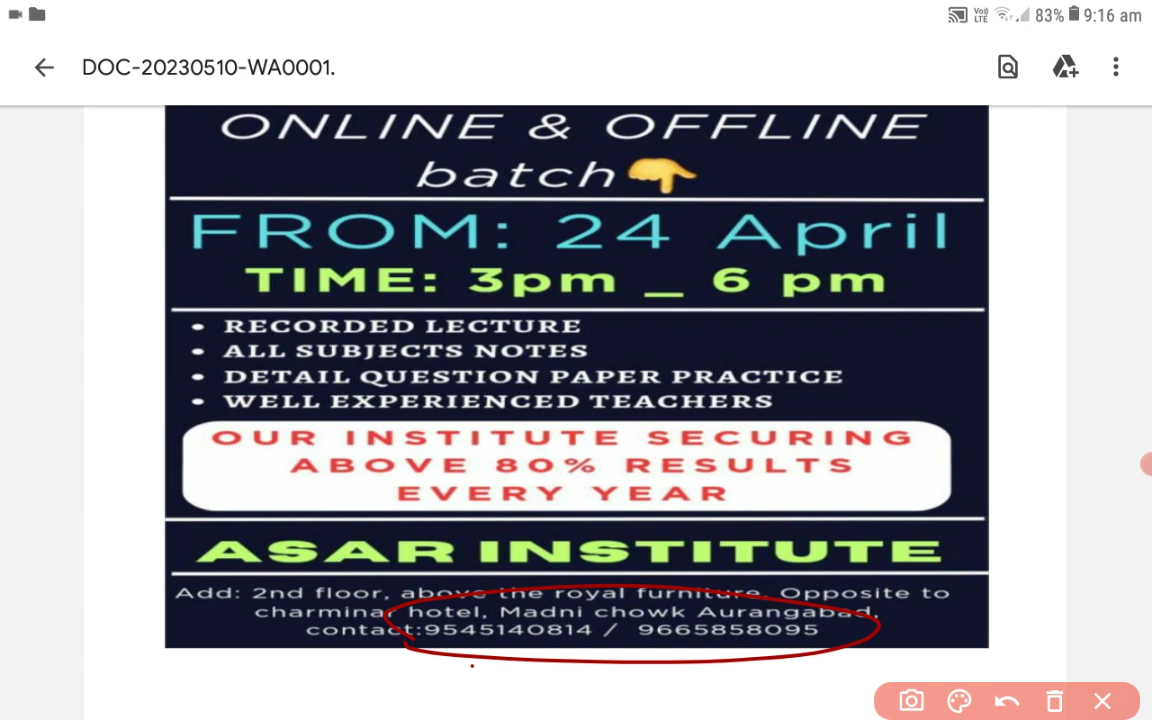 83% 9:16 am
DOC-20230510-WA0001.
ONLINE & OFFLINE
batch👇
FROM: 24 April
TIME: 3pm _ 6 pm
• RECORDED LECTURE
• ALL SUBJECTS NOTES
• DETAIL QUESTION PAPER PRACTICE
• WELL EXPERIENCED TEACHERS
OUR INSTITUTE SECURING
ABOVE 80% RESULTS
EVERY YEAR
ASAR INSTITUTE
Add: 2nd floor, above the royal furniture, Opposite to
charminar hotel, Madni chowk Aurangabad,
contact:9545140814 / 9665858095